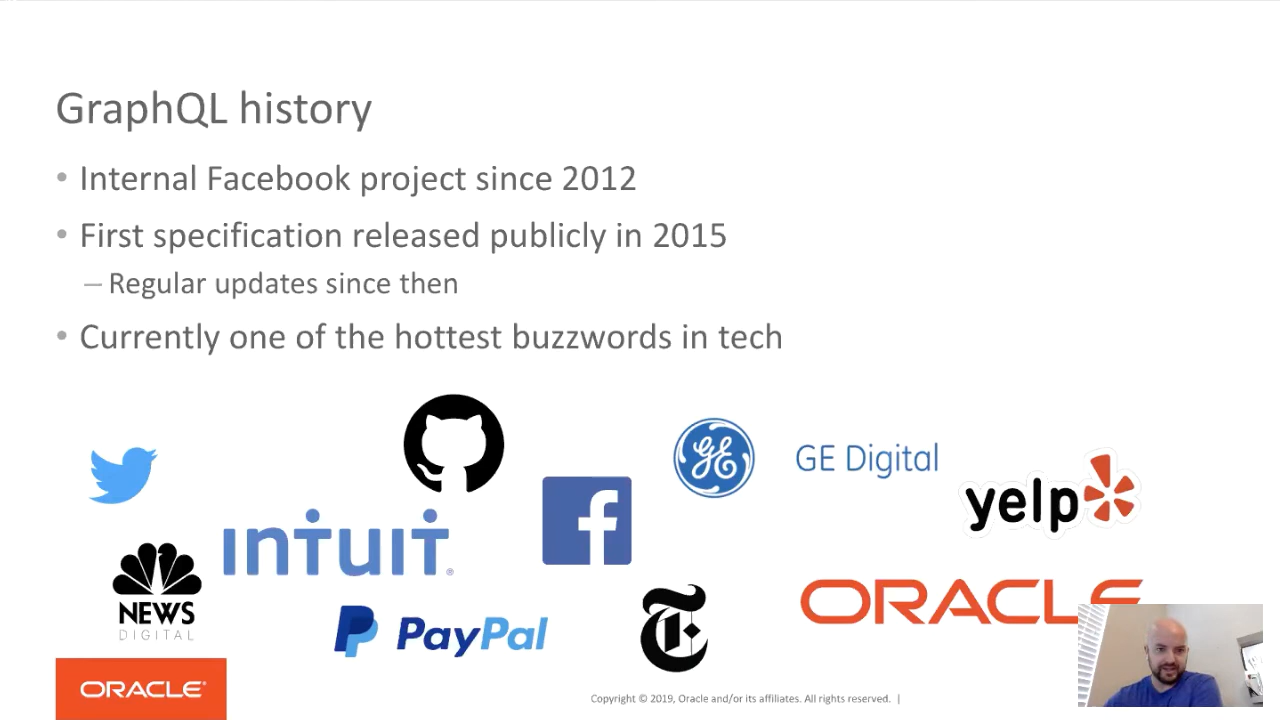 GraphQL history
• Internal Facebook project since 2012
• First specification released publicly in 2015
– Regular updates since then
• Currently one of the hottest buzzwords in tech
GE
GE Digital
yelp
intuit®
NEWS
DIGITAL
PayPal
ORACLE
ORACLE®
Copyright © 2019, Oracle and/or its affiliates. All rights reserved. |